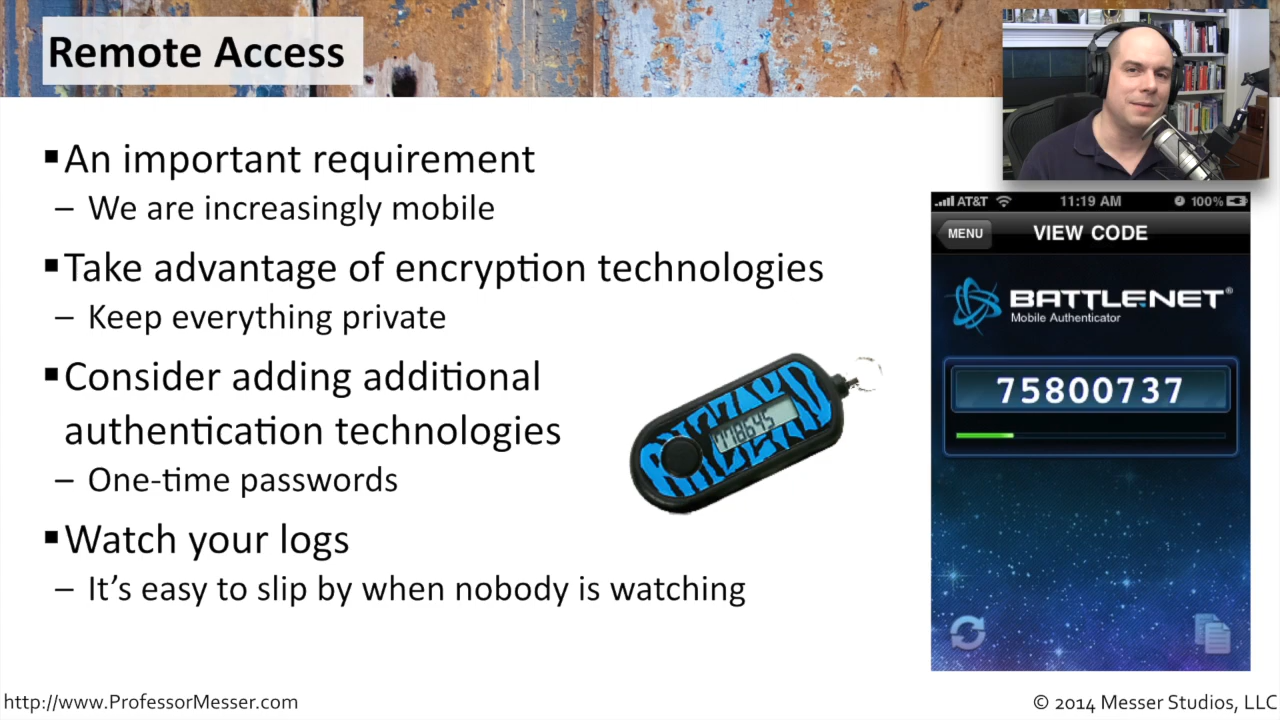 Remote Access
▪An important requirement
– We are increasingly mobile
▪Take advantage of encryption technologies
– Keep everything private
▪Consider adding additional
authentication technologies
– One-time passwords
▪Watch your logs
– It's easy to slip by when nobody is watching
BLIZZARD
778645
AT&T 11:19 AM 100%
MENU VIEW CODE
BATTLE.NET®
Mobile Authenticator
75800737
http://www.ProfessorMesser.com
© 2014 Messer Studios, LLC